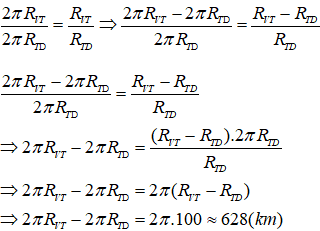 2πR_{VT}/2πR_{TD} = R_{VT}/R_{TD} ⇒ (2πR_{VT} − 2πR_{TD})/2πR_{TD} = (R_{VT} − R_{TD})/R_{TD}
(2πR_{VT} − 2πR_{TD})/2πR_{TD} = (R_{VT} − R_{TD})/R_{TD}
⇒ 2πR_{VT} − 2πR_{TD} = (R_{VT} − R_{TD}).2πR_{TD}/R_{TD}
⇒ 2πR_{VT} − 2πR_{TD} = 2π(R_{VT} − R_{TD})
⇒ 2πR_{VT} − 2πR_{TD} = 2π.100 ≈ 628(km)